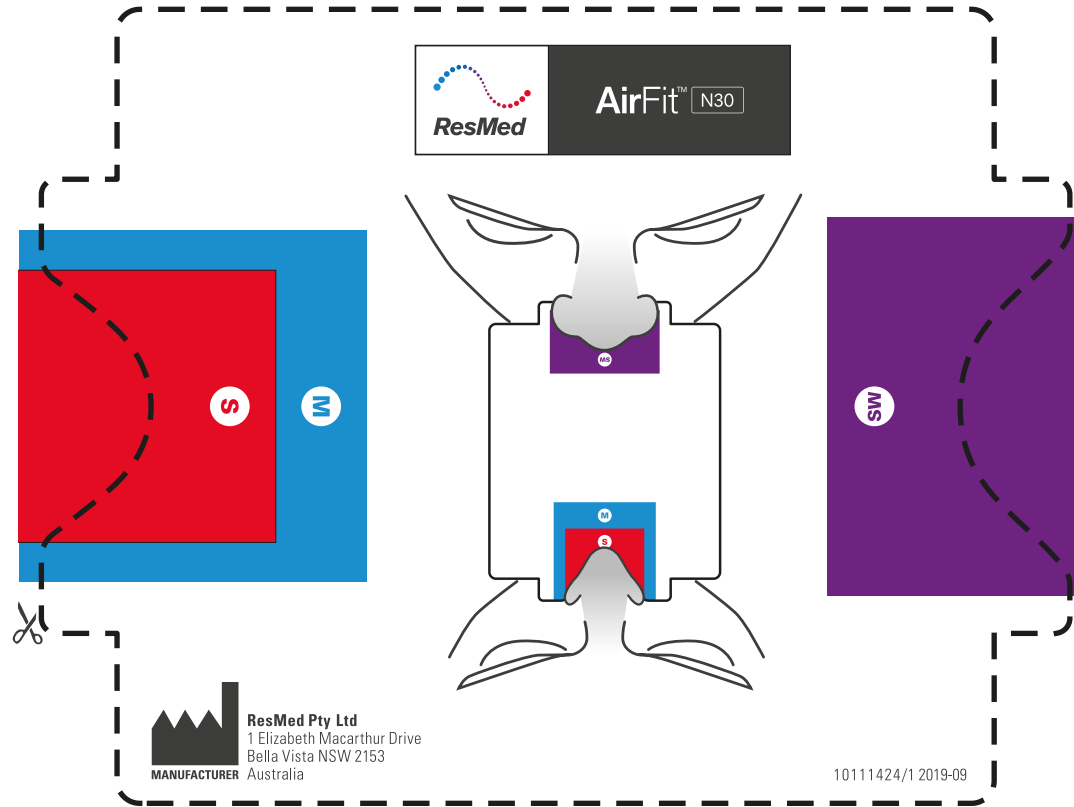 ResMed
AirFit™ N30
SW
S
M
SW
M
S
ResMed Pty Ltd
1 Elizabeth Macarthur Drive
Bella Vista NSW 2153
Australia
MANUFACTURER
10111424/1 2019-09